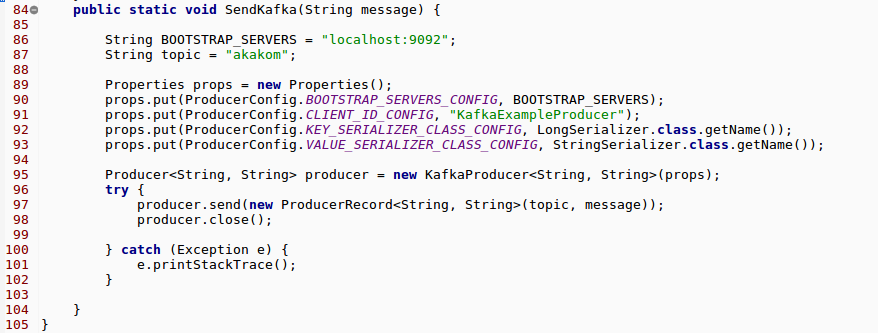 84 public static void SendKafka(String message) {
85
86 String BOOTSTRAP_SERVERS = "localhost:9092";
87 String topic = "akakom";
88
89 Properties props = new Properties();
90 props.put(ProducerConfig.BOOTSTRAP_SERVERS_CONFIG, BOOTSTRAP_SERVERS);
91 props.put(ProducerConfig.CLIENT_ID_CONFIG, "KafkaExampleProducer");
92 props.put(ProducerConfig.KEY_SERIALIZER_CLASS_CONFIG, LongSerializer.class.getName());
93 props.put(ProducerConfig.VALUE_SERIALIZER_CLASS_CONFIG, StringSerializer.class.getName());
94
95 Producer<String, String> producer = new KafkaProducer<String, String>(props);
96 try {
97 producer.send(new ProducerRecord<String, String>(topic, message));
98 producer.close();
99
100 } catch (Exception e) {
101 e.printStackTrace();
102 }
103
104 }
105 }